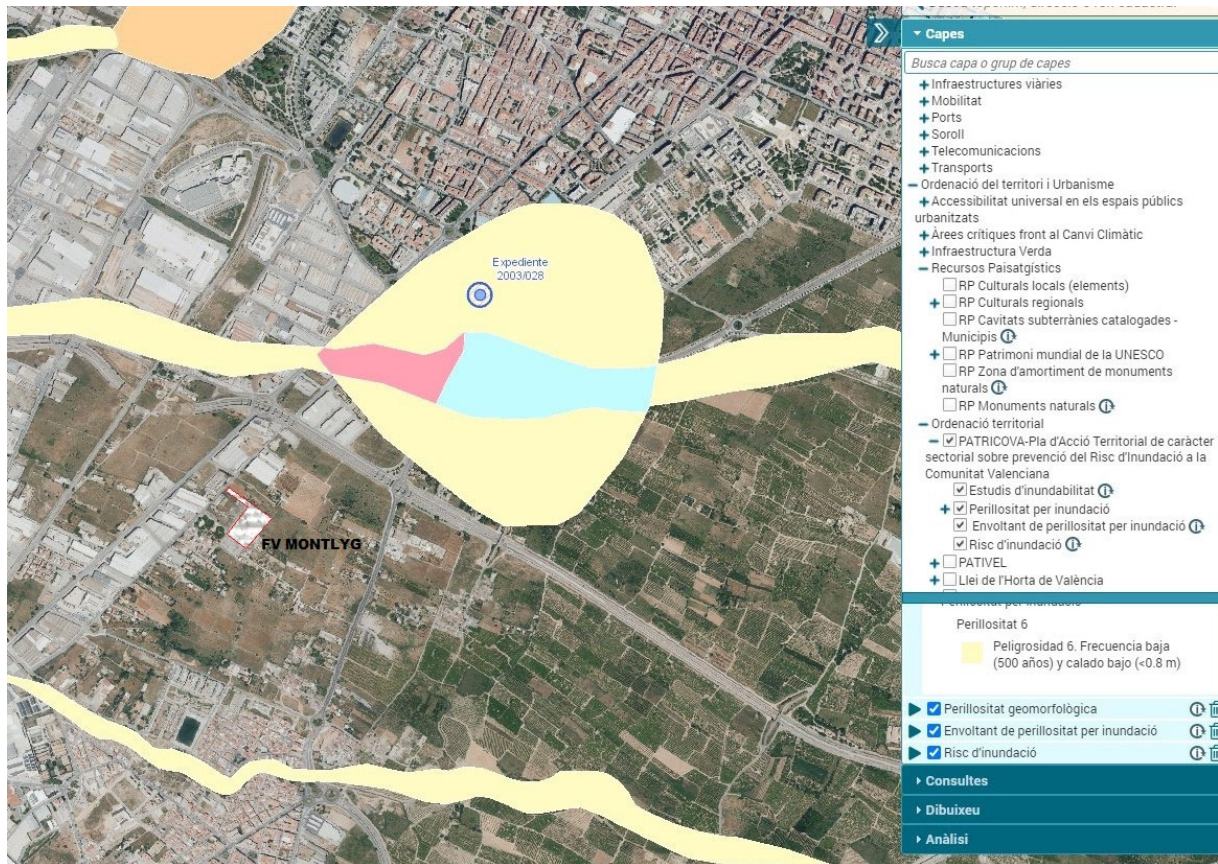 Capes
Busca capa o grup de capes
Infraestructures viàries
Mobilitat
Ports
Soroll
Telecomunicacions
Transports
Ordenació del territori i Urbanisme
Accessibilitat universal en els espais públics
urbanitzats
Àrees crítiques front al Canvi Climàtic
Infraestructura Verda
Recursos Paisatgístics
RP Culturals locals (elements)
RP Culturals regionals
RP Cavitats subterrànies catalogades -
Municipis
RP Patrimoni mundial de la UNESCO
RP Zona d'amortiment de monuments
naturals
RP Monuments naturals
Ordenació territorial
PATRICOVA-Pla d'Acció Territorial de caràcter
sectorial sobre prevenció del Risc d'Inundació a la
Comunitat Valenciana
Estudis d'inundabilitat
Perillositat per inundació
Envoltant de perillositat per inundació
Risc d'inundació
PATIVEL
Llei de l'Horta de València
Perillositat per inundació
Perillositat 6
Peligrosidad 6. Frecuencia baja
(500 años) y calado bajo (<0.8 m)
Perillositat geomorfològica
Envoltant de perillositat per inundació
Risc d'inundació
Consultes
Dibuixeu
Anàlisi
Expediente
2003/028
FV MONTLYG